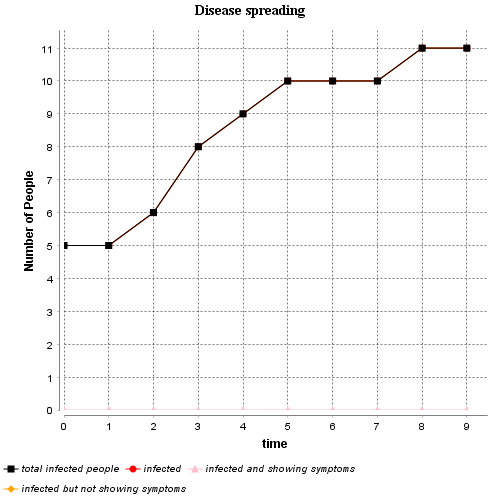 Disease spreading
11
10
9
8
7
6
5
4
3
2
1
0
Number of People
0 1 2 3 4 5 6 7 8 9
time
total infected people infected infected and showing symptoms
infected but not showing symptoms